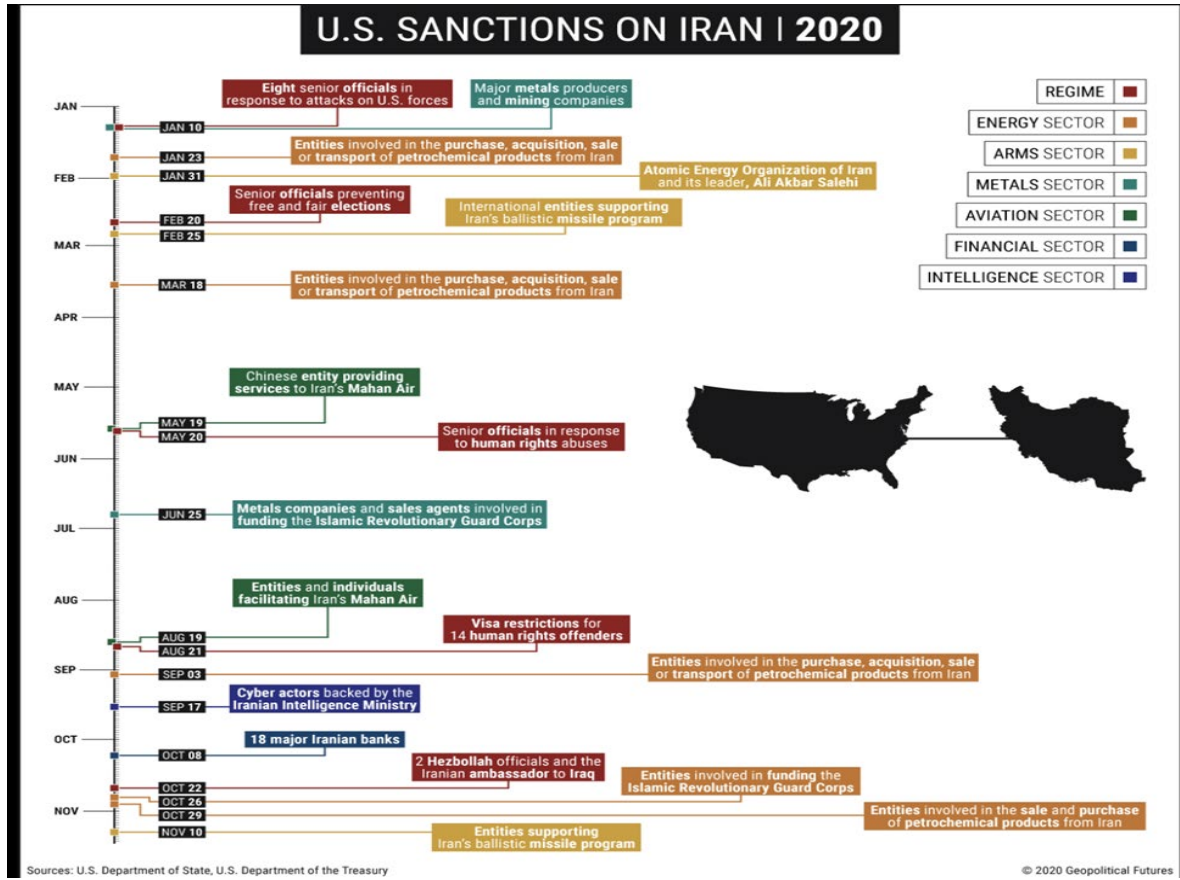 U.S. SANCTIONS ON IRAN | 2020
REGIME
ENERGY SECTOR
ARMS SECTOR
METALS SECTOR
AVIATION SECTOR
FINANCIAL SECTOR
INTELLIGENCE SECTOR
JAN
Eight senior officials in
response to attacks on U.S. forces
Major metals producers
and mining companies
JAN 10
JAN 23
Entities involved in the purchase, acquisition, sale
or transport of petrochemical products from Iran
JAN 31
Atomic Energy Organization of Iran
and its leader, Ali Akbar Salehi
FEB
Senior officials preventing
free and fair elections
FEB 20
International entities supporting
Iran's ballistic missile program
FEB 25
MAR
MAR 18
Entities involved in the purchase, acquisition, sale
or transport of petrochemical products from Iran
APR
MAY
Chinese entity providing
services to Iran's Mahan Air
MAY 19
MAY 20
Senior officials in response
to human rights abuses
JUN
JUN 25
Metals companies and sales agents involved in
funding the Islamic Revolutionary Guard Corps
JUL
AUG
Entities and individuals
facilitating Iran's Mahan Air
AUG 19
Visa restrictions for
14 human rights offenders
AUG 21
SEP
SEP 03
Entities involved in the purchase, acquisition, sale
or transport of petrochemical products from Iran
SEP 17
Cyber actors backed by the
Iranian Intelligence Ministry
OCT
18 major Iranian banks
OCT 08
2 Hezbollah officials and the
Iranian ambassador to Iraq
OCT 22
Entities involved in funding the
Islamic Revolutionary Guard Corps
OCT 26
OCT 29
Entities involved in the sale and purchase
of petrochemical products from Iran
NOV
NOV 10
Entities supporting
Iran's ballistic missile program
Sources: U.S. Department of State, U.S. Department of the Treasury
© 2020 Geopolitical Futures